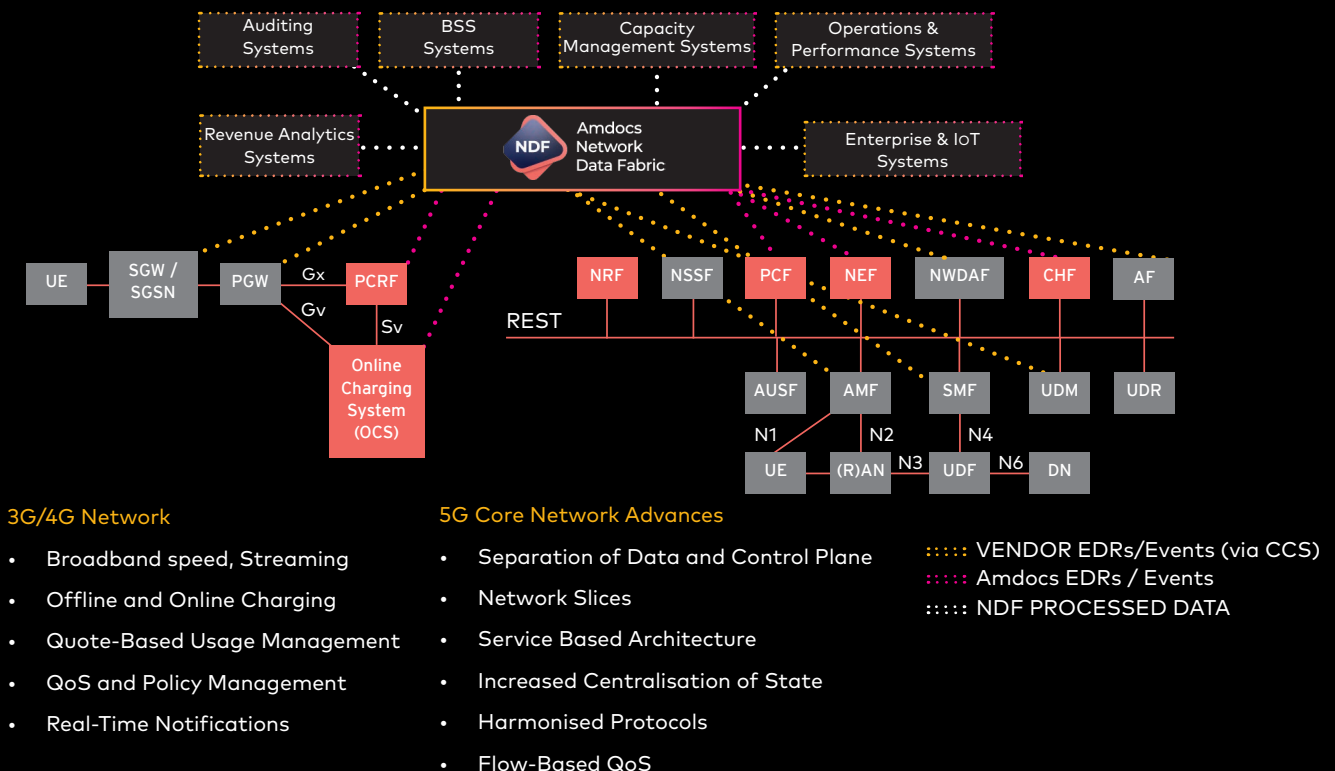 Auditing
Systems
BSS
Systems
Capacity
Management Systems
Operations &
Performance Systems
Revenue Analytics
Systems
NDF
Amdocs
Network
Data Fabric
Enterprise & IOT
Systems
UE
SGW /
SGSN
PGW
Gx
PCRF
Gv
Sv
Online
Charging
System
(OCS)
NRF
NSSF
PCF
NEF
NWDAF
CHF
AF
REST
AUSF
AMF
SMF
UDM
UDR
N1
N2
N4
UE
(R)AN
N3
UDF
N6
DN
3G/4G Network
• Broadband speed, Streaming
• Offline and Online Charging
• Quote-Based Usage Management
• QoS and Policy Management
• Real-Time Notifications
5G Core Network Advances
• Separation of Data and Control Plane
• Network Slices
• Service Based Architecture
• Increased Centralisation of State
• Harmonised Protocols
• Flow-Based QoS
VENDOR EDRs/Events (via CCS)
Amdocs EDRs / Events
NDF PROCESSED DATA